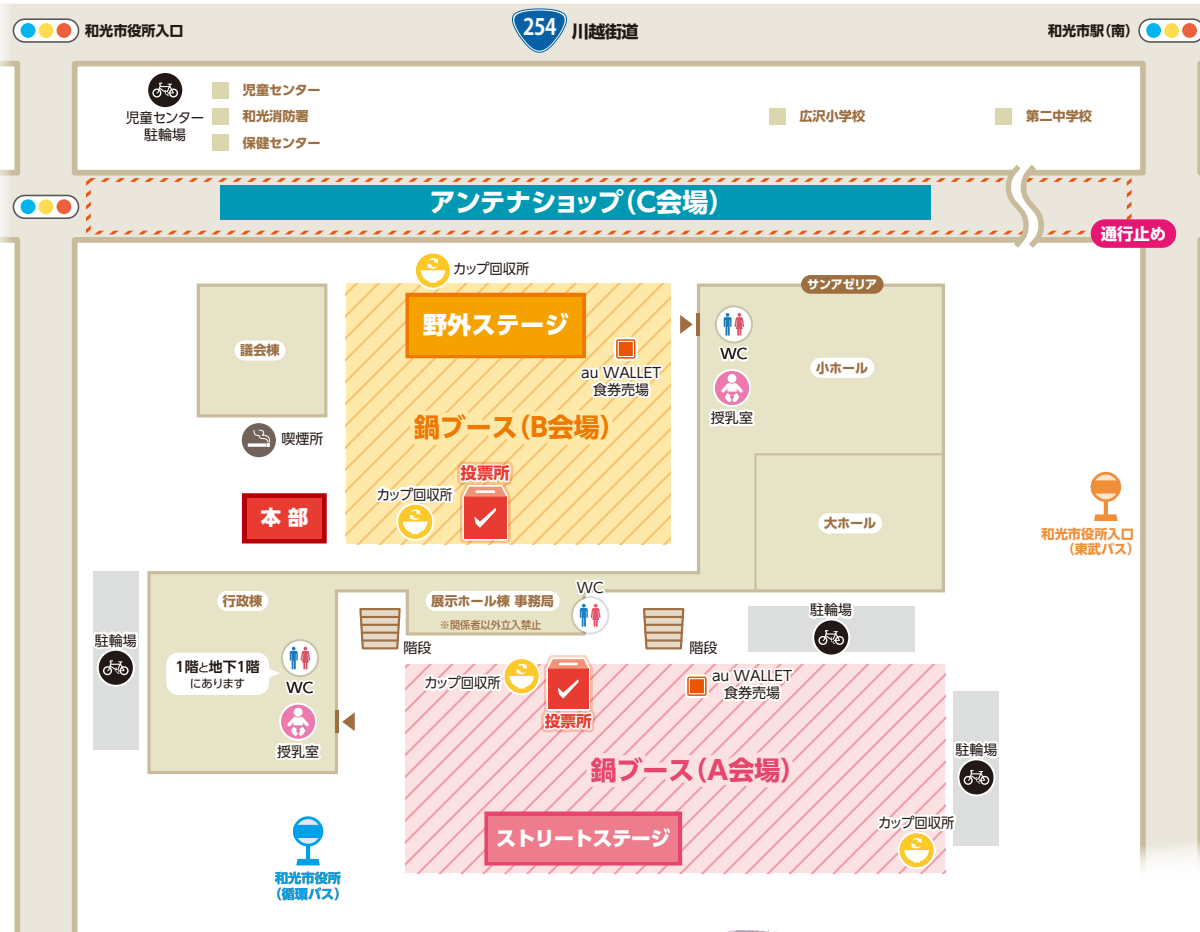 和光市役所入口
254 川越街道
和光市駅(南)
児童センター
駐輪場
児童センター
和光消防署
保健センター
広沢小学校
第二中学校
アンテナショップ(C会場)
通行止め
カップ回収所
サンアゼリア
野外ステージ
議会棟
WC
au WALLET
食券売場
小ホール
授乳室
鍋ブース(B会場)
喫煙所
投票所
カップ回収所
本部
大ホール
和光市役所入口
(東武バス)
行政棟
展示ホール棟 事務局
※関係者以外立入禁止
WC
駐輪場
階段
階段
駐輪場
1階と地下1階
にあります
WC
カップ回収所
au WALLET
食券売場
投票所
授乳室
駐輪場
鍋ブース(A会場)
カップ回収所
ストリートステージ
和光市役所
(循環バス)